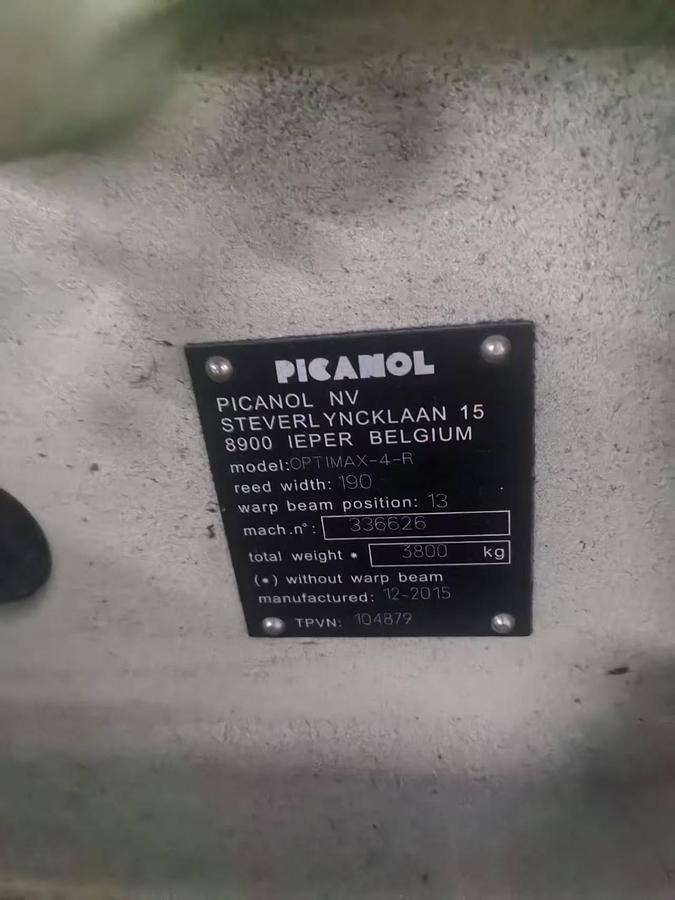 PICANOL
PICANOL NV
STEVERLYNCKLAAN 15
8900 IEPER BELGIUM
model:OPTIMAX-4-R
reed width: 190
warp beam position: 13
mach.n°: 336626
total weight * 3800 kg
(*) without warp beam
manufactured: 12-2015
TPVN: 104879